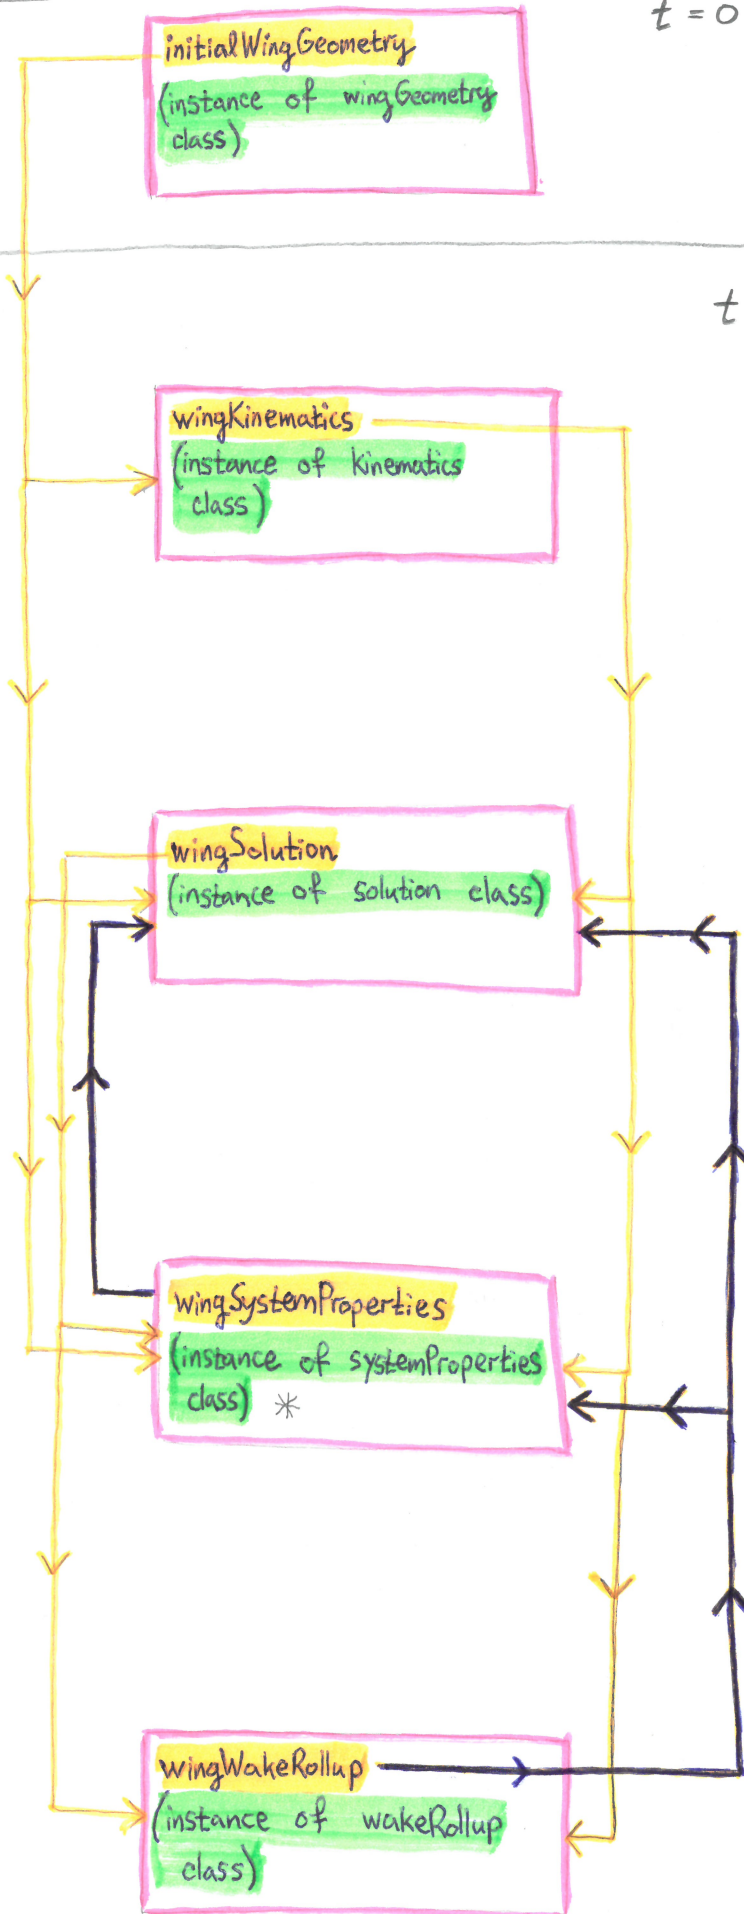 t = 0
initialWingGeometry
(instance of wingGeometry
class)
t
wingKinematics
(instance of kinematics
class)
wingSolution
(instance of solution class)
wingSystemProperties
(instance of systemProperties
class) *
wingWakeRollup
(instance of wakeRollup
class)